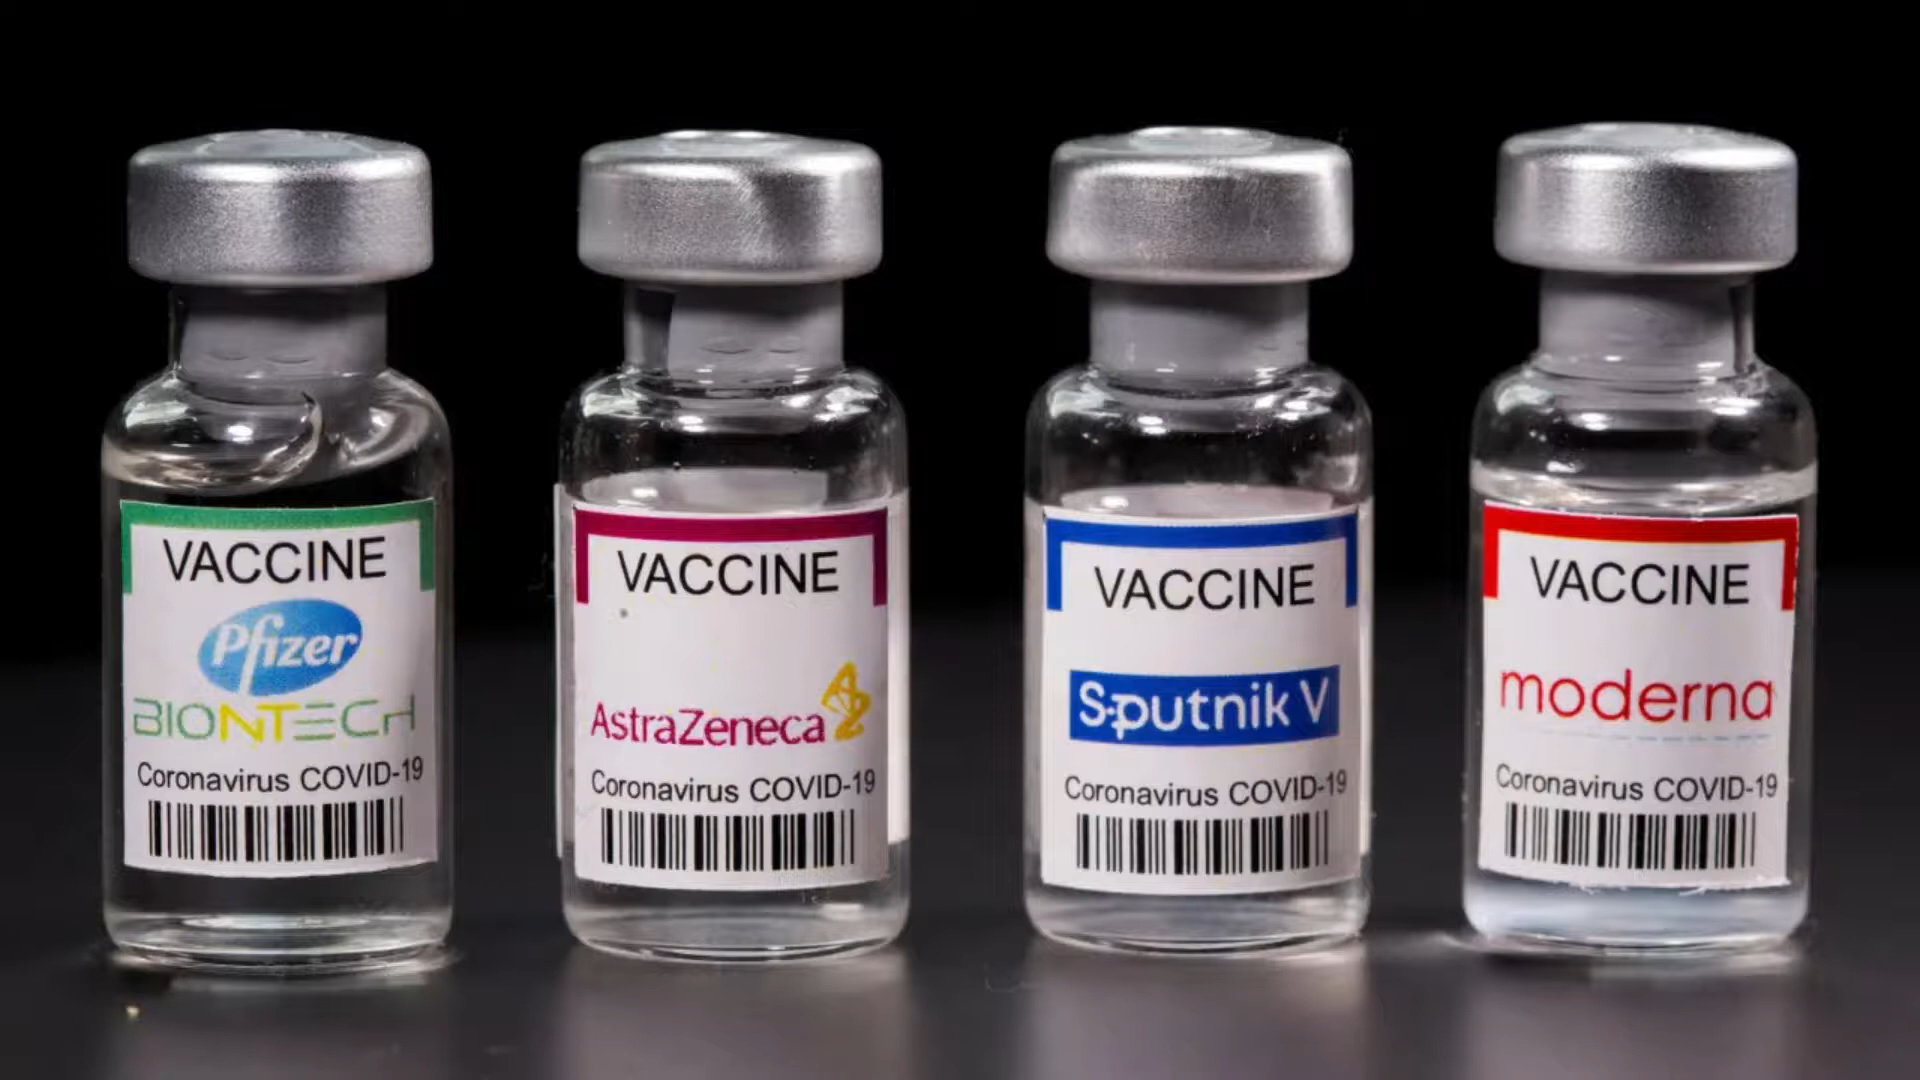 VACCINE
Pfizer
BIONTECH
Coronavirus COVID-19
VACCINE
AstraZeneca
Coronavirus COVID-19
VACCINE
Sputnik V
Coronavirus COVID-19
VACCINE
moderna
Coronavirus COVID-19